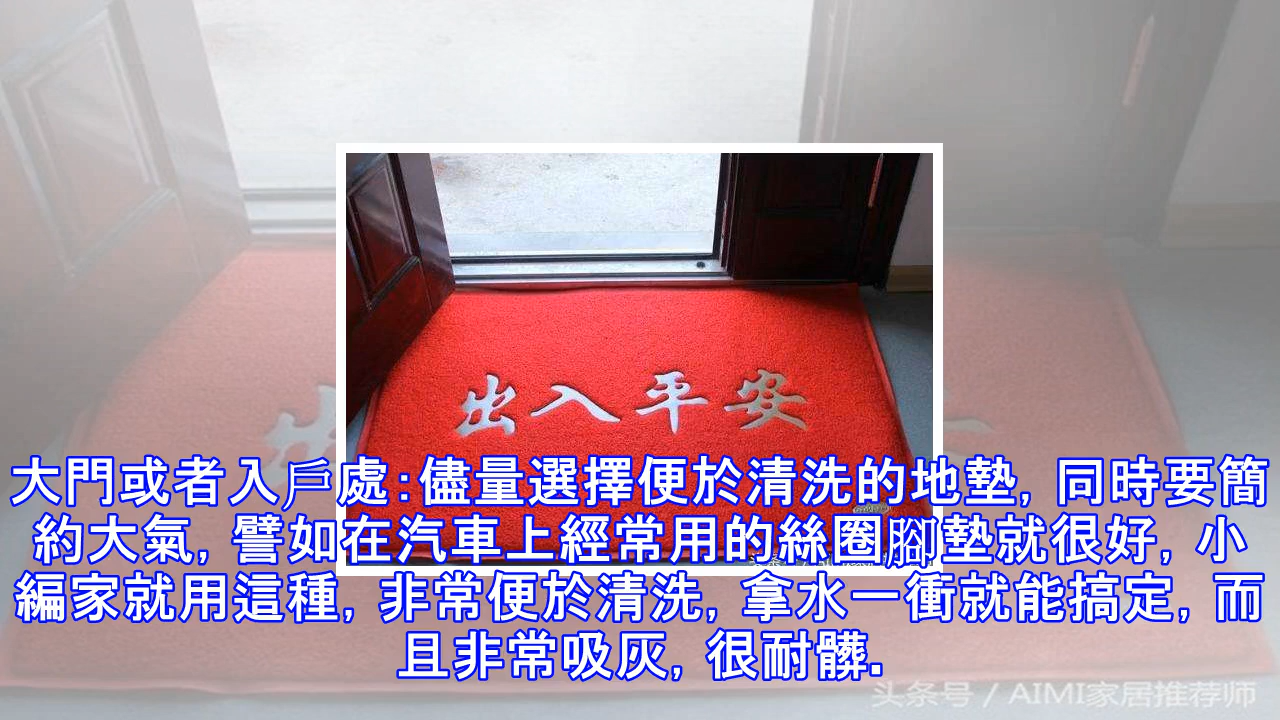 出入平安
大門或者入戶處:儘量選擇便於清洗的地墊, 同時要簡
約大氣, 譬如在汽車上經常用的絲圈腳墊就很好, 小
編家就用這種, 非常便於清洗, 拿水一衝就能搞定, 而
且非常吸灰, 很耐髒.
头条号 / AIMI家居推荐师